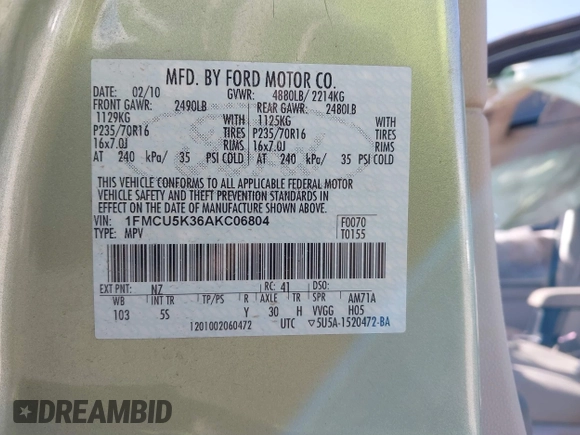 MFD. BY FORD MOTOR CO.
DATE: 02/10 GVWR: 4880LB/ 2214KG
FRONT GAWR: 2490LB REAR GAWR: 2480LB
1129KG WITH 1125KG WITH
P235/70R16 TIRES P235/70R16 TIRES
16x7.0J RIMS 16x7.0J RIMS
AT 240 kPa/ 35 PSI COLD AT 240 kPa/ 35 PSI COLD
THIS VEHICLE CONFORMS TO ALL APPLICABLE FEDERAL MOTOR
VEHICLE SAFETY AND THEFT PREVENTION STANDARDS IN
EFFECT ON THE DATE OF MANUFACTURE SHOWN ABOVE.
VIN: 1FMCU5K36AKC06804 F0070
TYPE: MPV T0155
EXT PNT: NZ RC: 41 DSO:
WB INT TR TP/PS R AXLE TR SPR AM71A
103 5S Y 30 H VVGG H05
1201002060472 UTC ▽5U5A-1520472-BA
DREAMBID